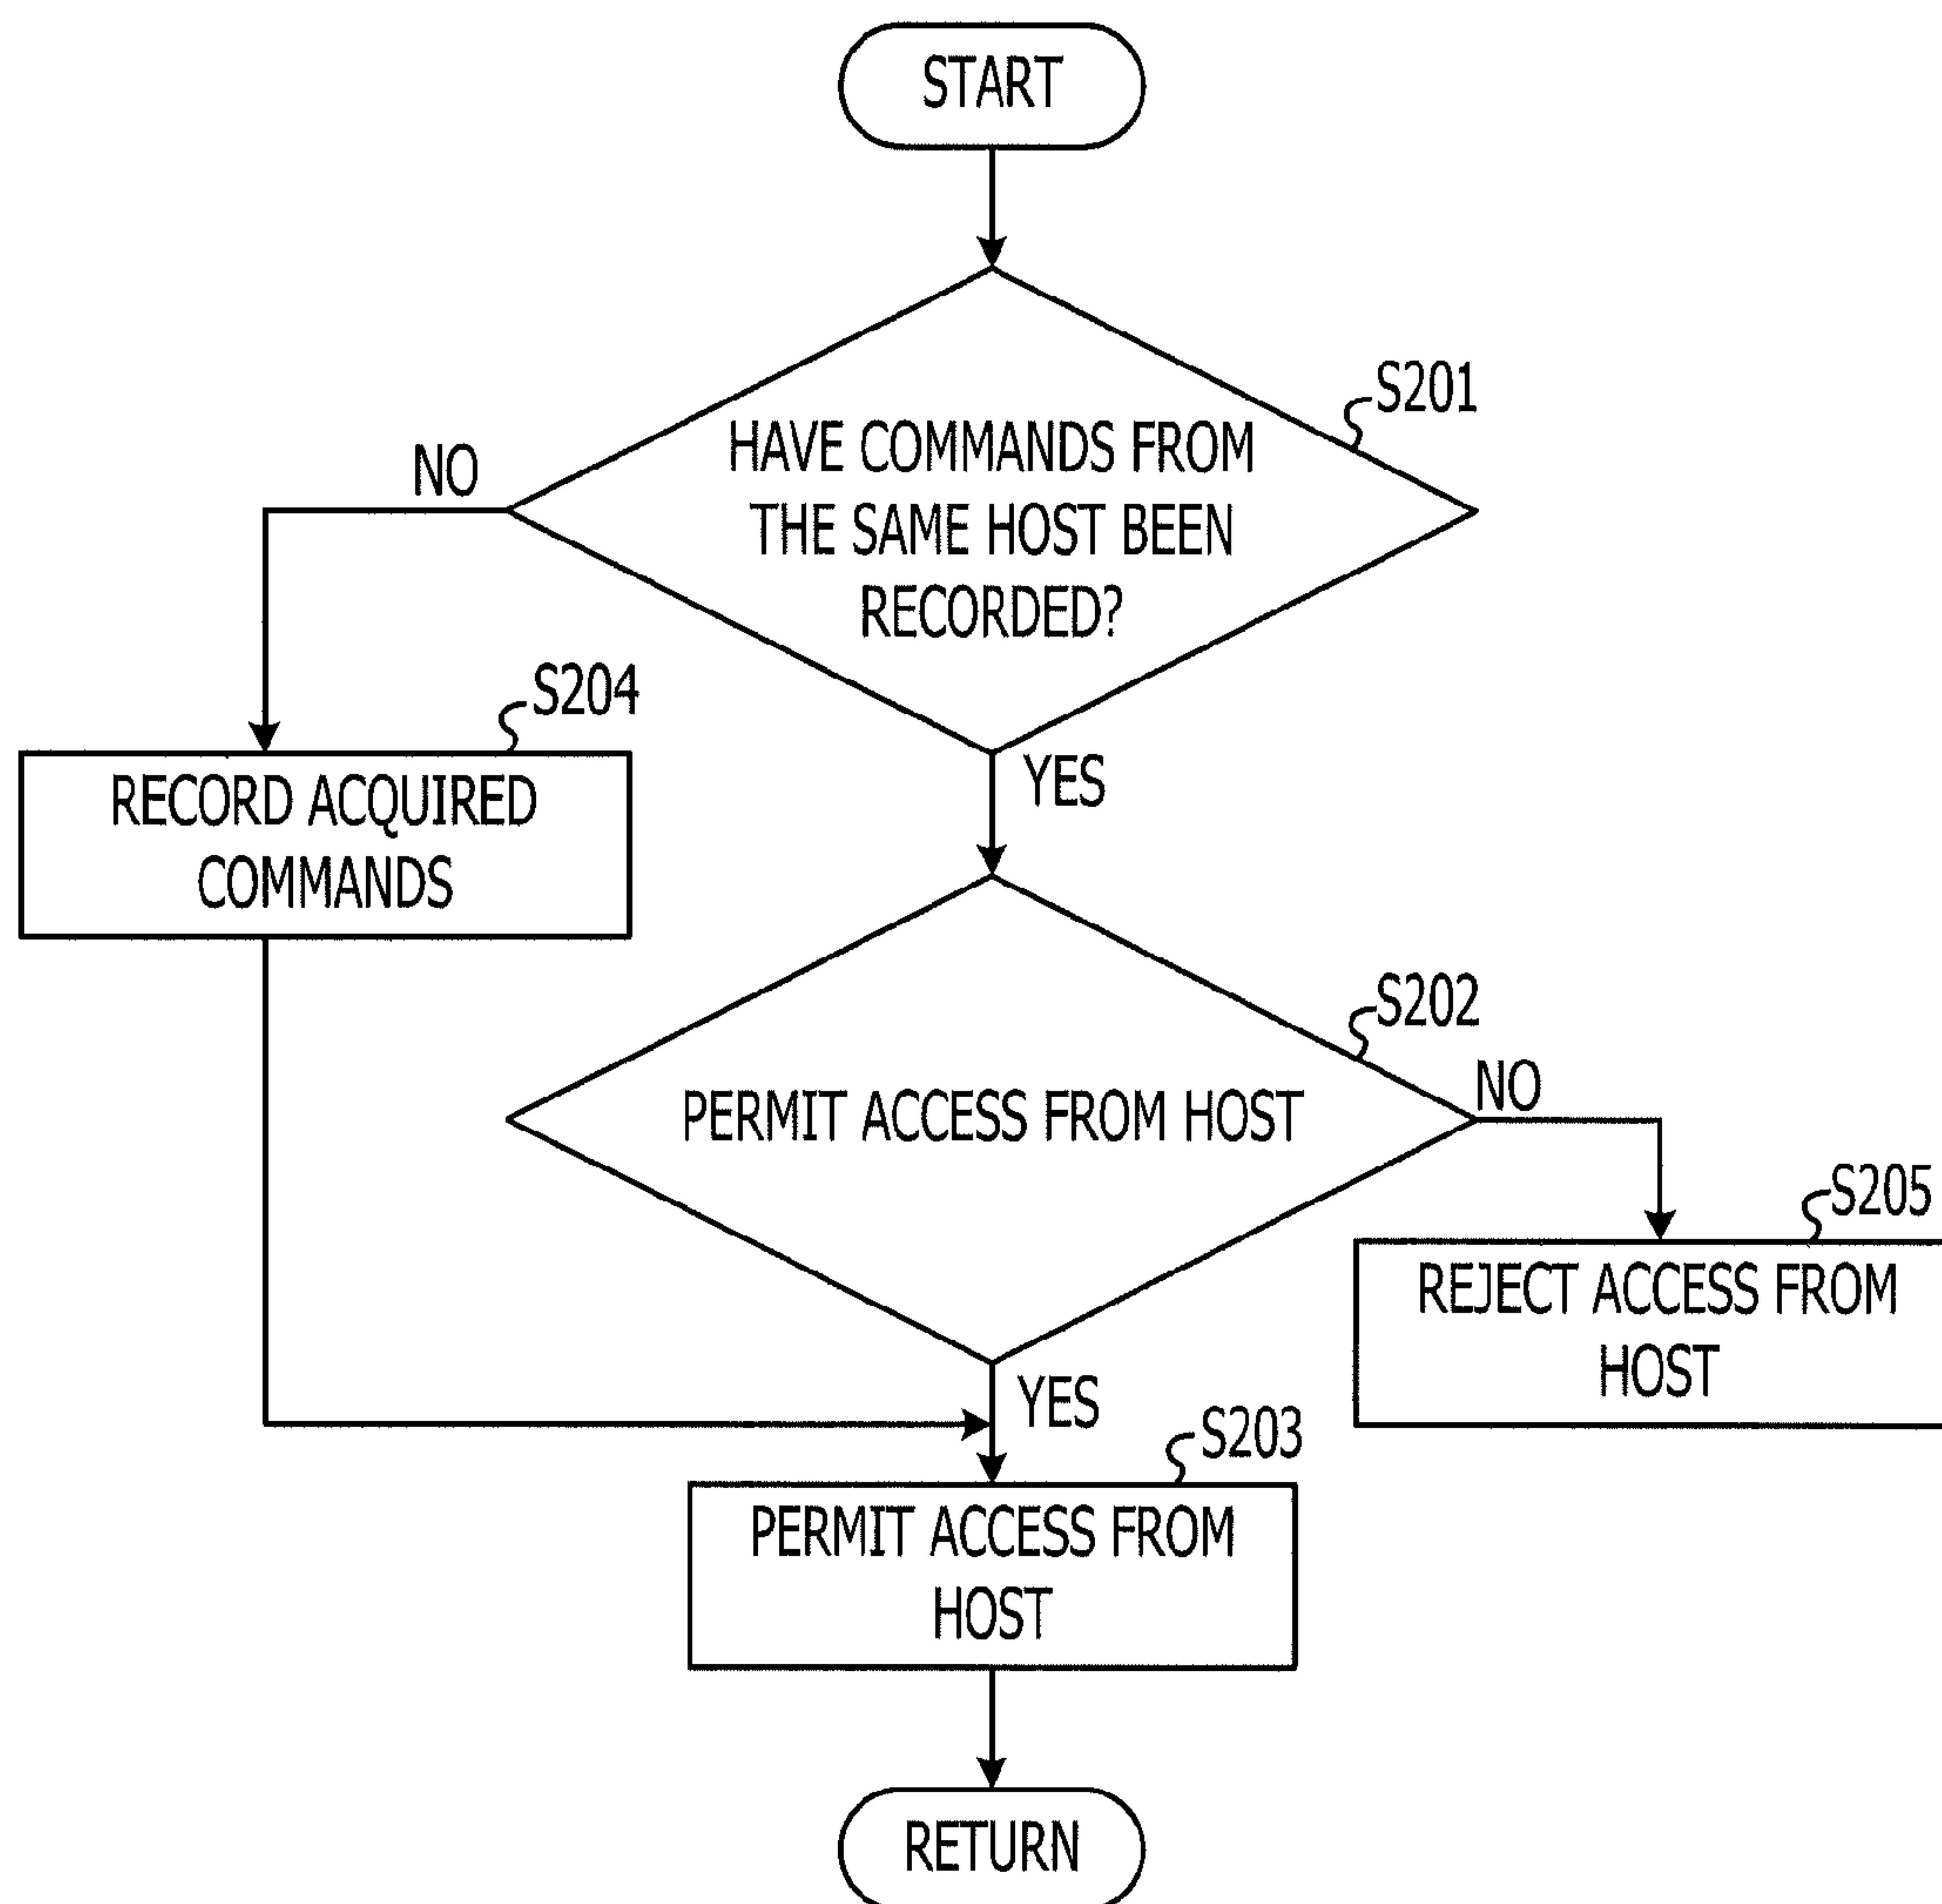 START
S201
HAVE COMMANDS FROM
THE SAME HOST BEEN
RECORDED?
NO
S204
RECORD ACQUIRED
COMMANDS
YES
S202
PERMIT ACCESS FROM HOST
NO
S205
REJECT ACCESS FROM
HOST
YES
S203
PERMIT ACCESS FROM
HOST
RETURN